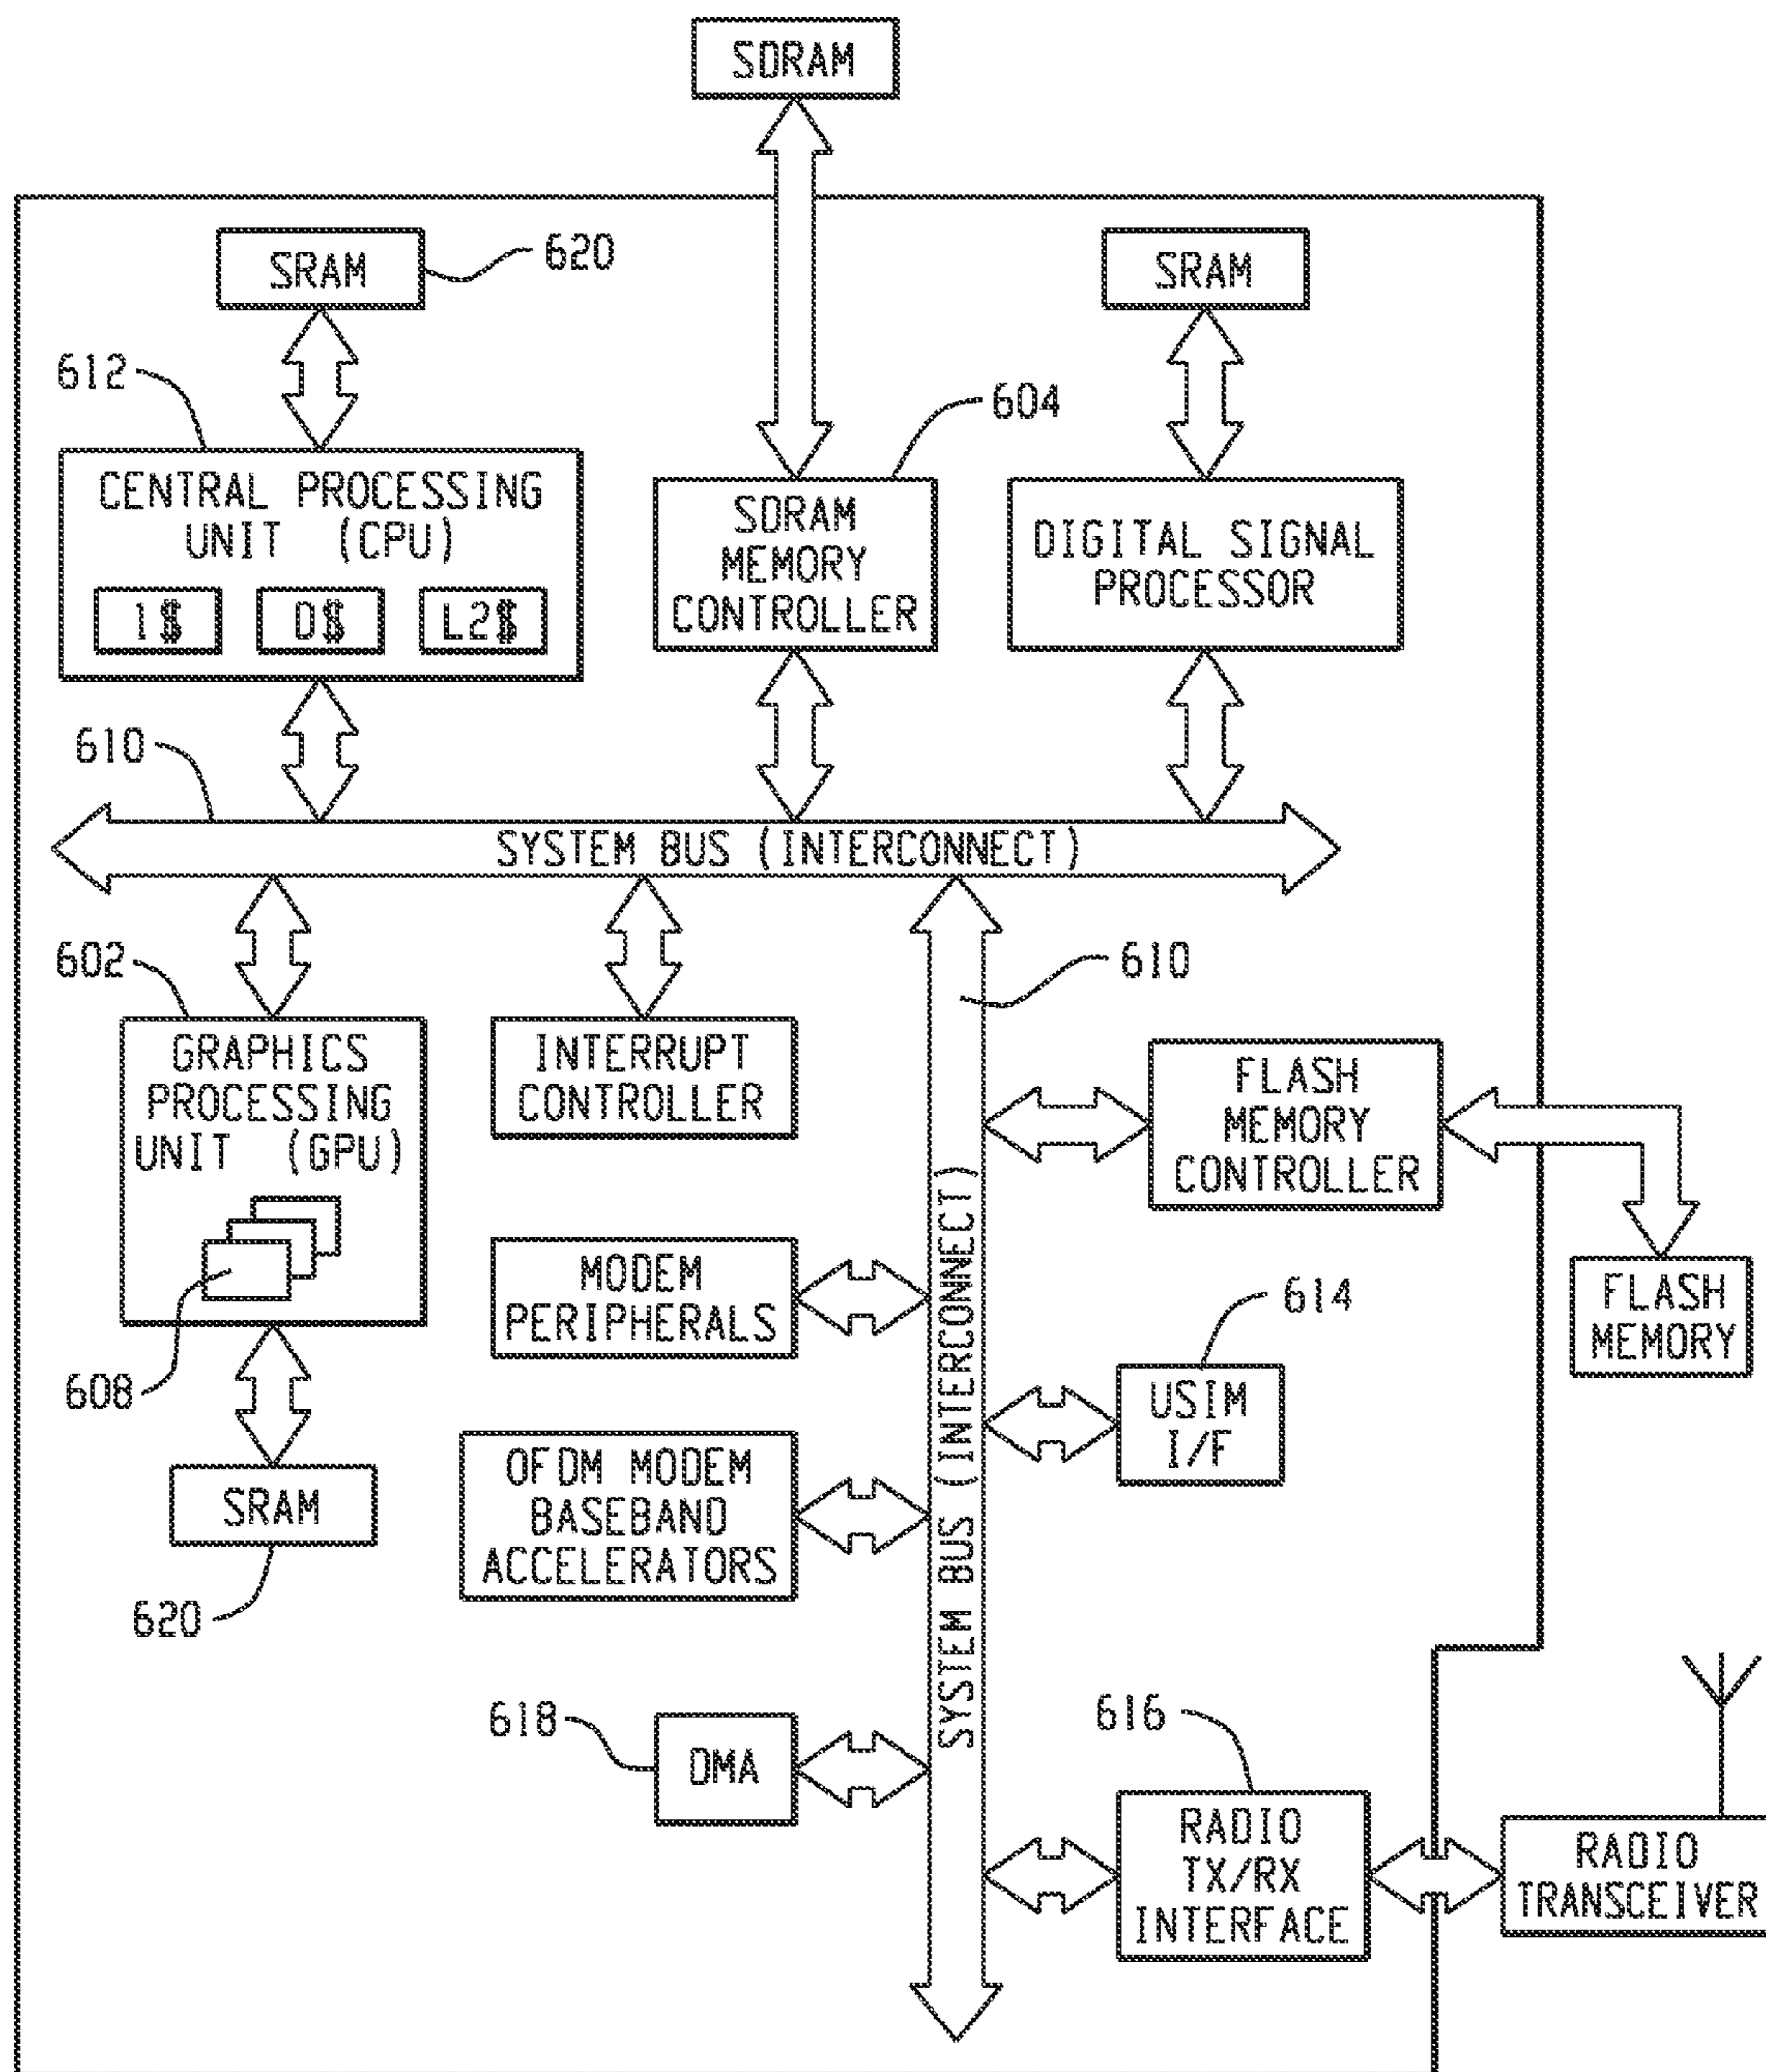 SDRAM
SRAM
620
SRAM
612
604
CENTRAL PROCESSING
UNIT (CPU)
1$
D$
L2$
SDRAM
MEMORY
CONTROLLER
DIGITAL SIGNAL
PROCESSOR
610
SYSTEM BUS (INTERCONNECT)
602
610
GRAPHICS
PROCESSING
UNIT (GPU)
608
INTERRUPT
CONTROLLER
FLASH
MEMORY
CONTROLLER
FLASH
MEMORY
MODEM
PERIPHERALS
SYSTEM BUS (INTERCONNECT)
614
USIM
I/F
SRAM
620
OFDM MODEM
BASEBAND
ACCELERATORS
618
DMA
616
RADIO
TX/RX
INTERFACE
RADIO
TRANSCEIVER